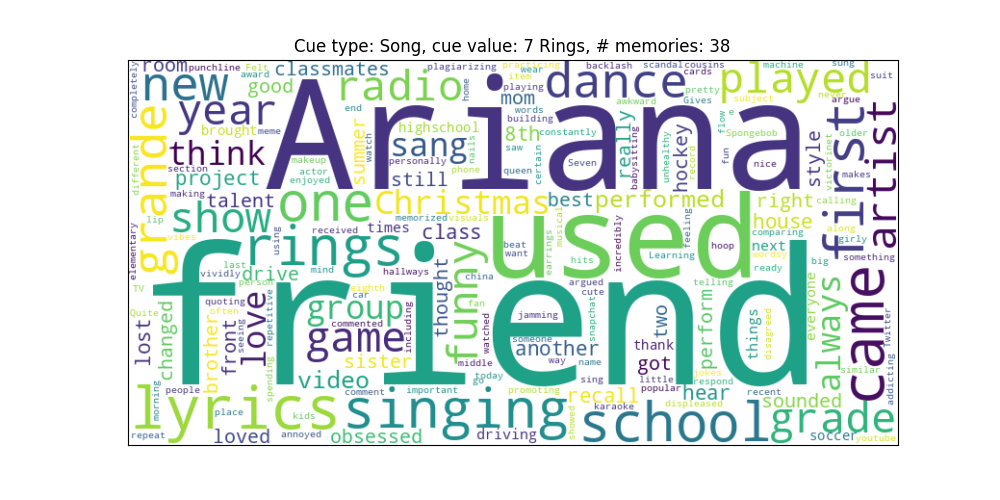 Cue type: Song, cue value: 7 Rings, # memories: 38
completely room punchline Felt classmates plagiarizing practicing backlash scandal cousins machine sung
new award good radio home item wear dance cards played never suit
year brought meme end mom playing words building awkward really pretty Gives subject argue
different grande think Ariana highschool 8th constantly hockey flow e Spongebob older first artist
section makeup actor enjoyed summer watch sang personally nails phone saw queen certain Seven babysitting unhealthy record fun nice style victorinet makes
project still making talent one Christmas best performed right calling
lip show received memorized visuals times class musical incredibly feeling house along girly
elementary vibes rings using mind hallways beat want earrings hits used hoop Learning comparing next wordsy something
TV last vividly drive person china friend argued cute ready big came
Quite changed quoting often love eighth car group commented including thought funny fan jamming snapchat telling perform things disagreed everyone always Twitter
lost brother front seeing repetitive game watched someone another two thank similar
morning people spending sister middle way name got little jokes addicting
video comment important go today promoting sing popular respond near recent
lyrics place kids singing showed recall karaoke displeased sounded grade
repeat loved annoyed obsessed driving school soccer youtube